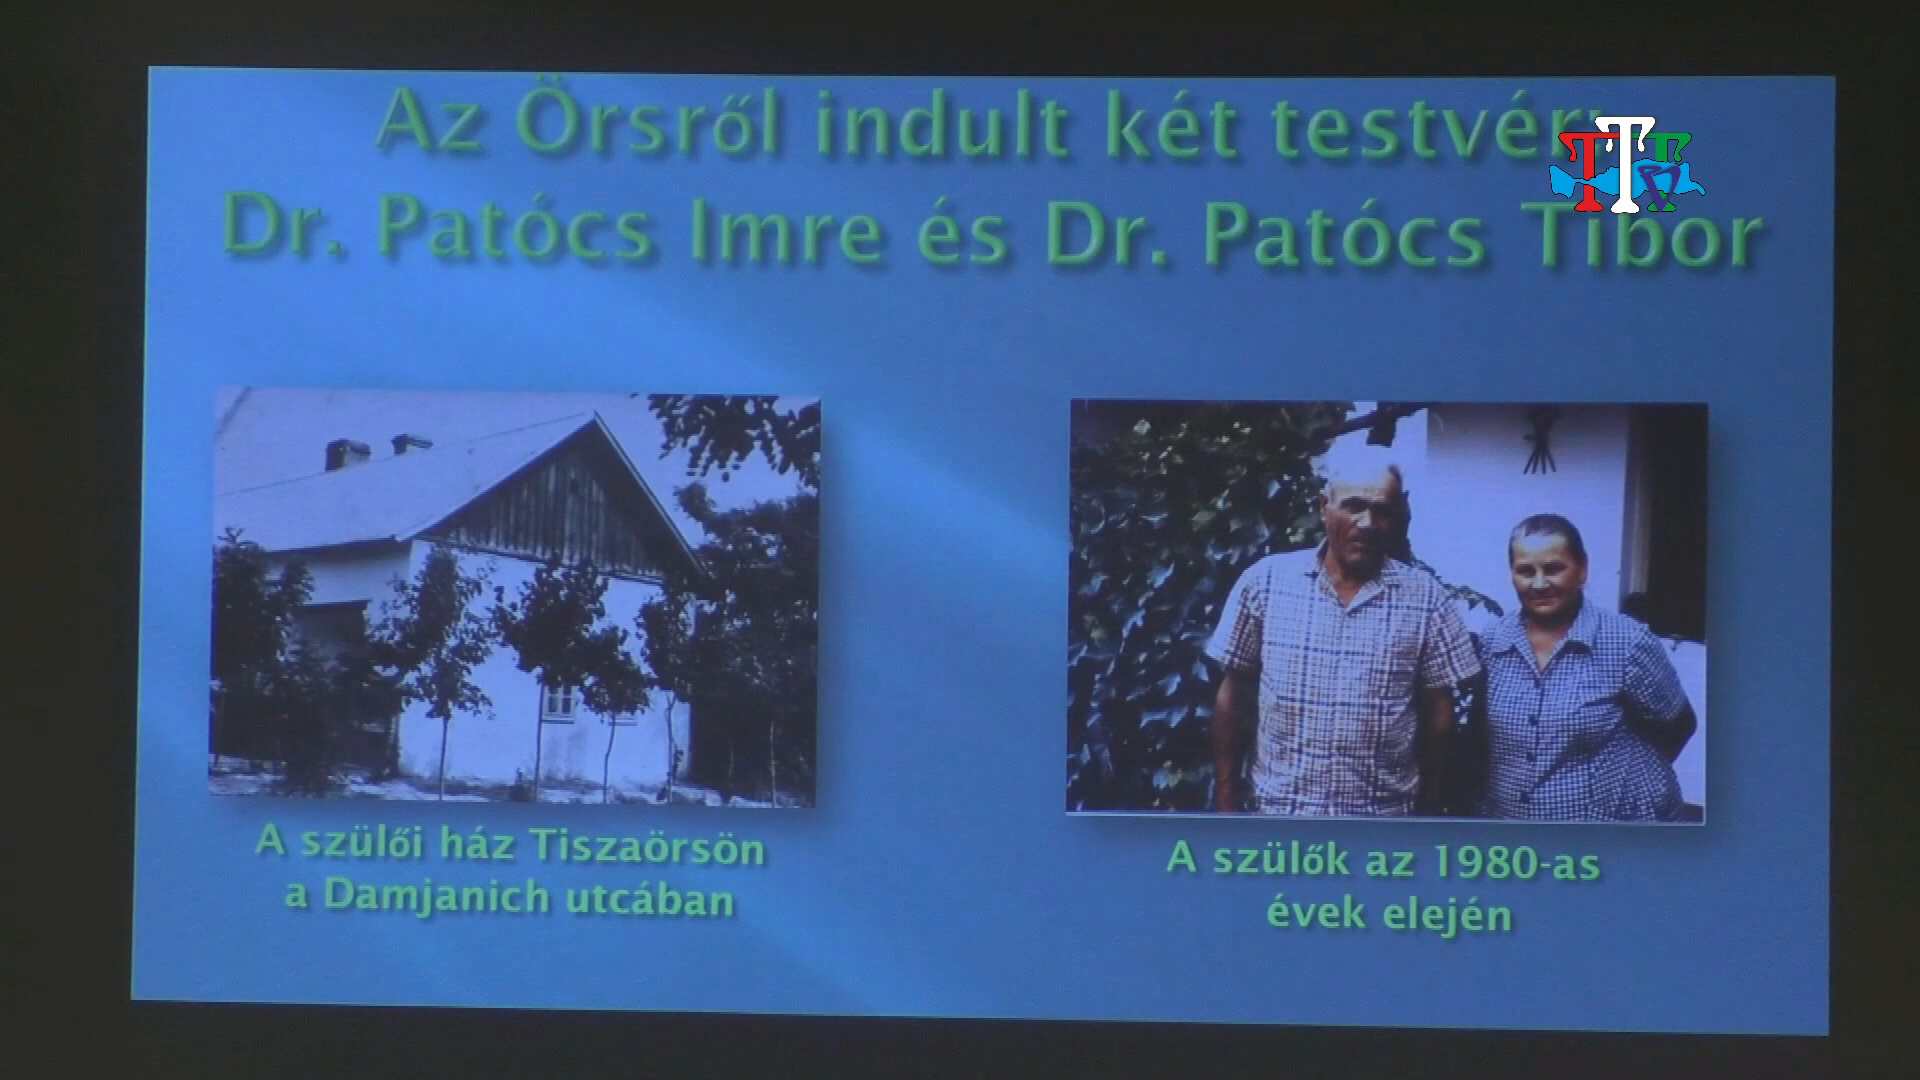 Az Örsről indult két testvér:
Dr. Patócs Imre és Dr. Patócs Tibor
A szülői ház Tiszaörsön
a Damjanich utcában
A szülők az 1980-as
évek elején
TTT